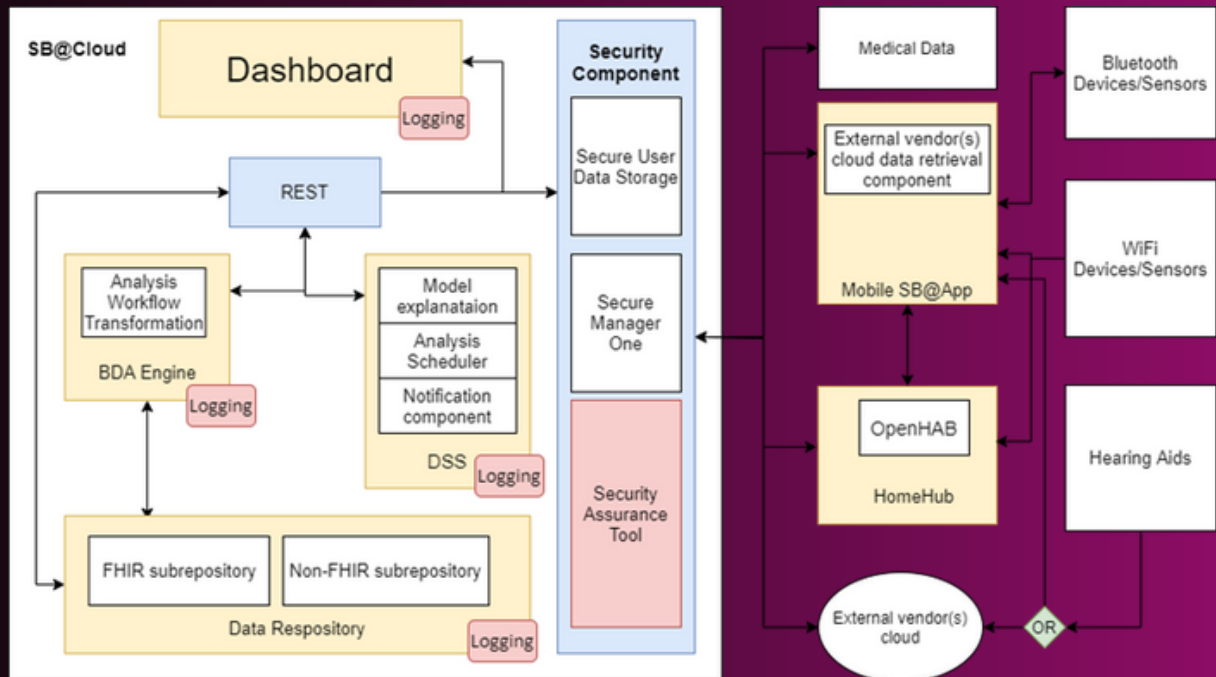 SB@Cloud
Dashboard
Logging
REST
Analysis
Workflow
Transformation
BDA Engine
Logging
Model
explanataion
Analysis
Scheduler
Notification
component
DSS
Logging
FHIR subrepository
Non-FHIR subrepository
Data Respository
Logging
Security
Component
Secure User
Data Storage
Secure
Manager
One
Security
Assurance
Tool
Medical Data
External vendor(s)
cloud data retrieval
component
Mobile SB@App
OpenHAB
HomeHub
External vendor(s)
cloud
OR
Bluetooth
Devices/Sensors
WiFi
Devices/Sensors
Hearing Aids